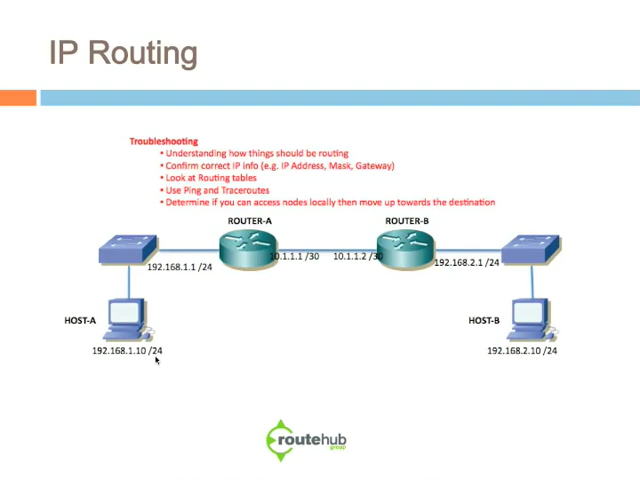 IP Routing
Troubleshooting
• Understanding how things should be routing
• Confirm correct IP info (e.g. IP Address, Mask, Gateway)
• Look at Routing tables
• Use Ping and Traceroutes
• Determine if you can access nodes locally then move up towards the destination
ROUTER-A
ROUTER-B
192.168.1.1 /24
10.1.1.1 /30
10.1.1.2 /30
192.168.2.1 /24
HOST-A
HOST-B
192.168.1.10 /24
192.168.2.10 /24
routehub
group